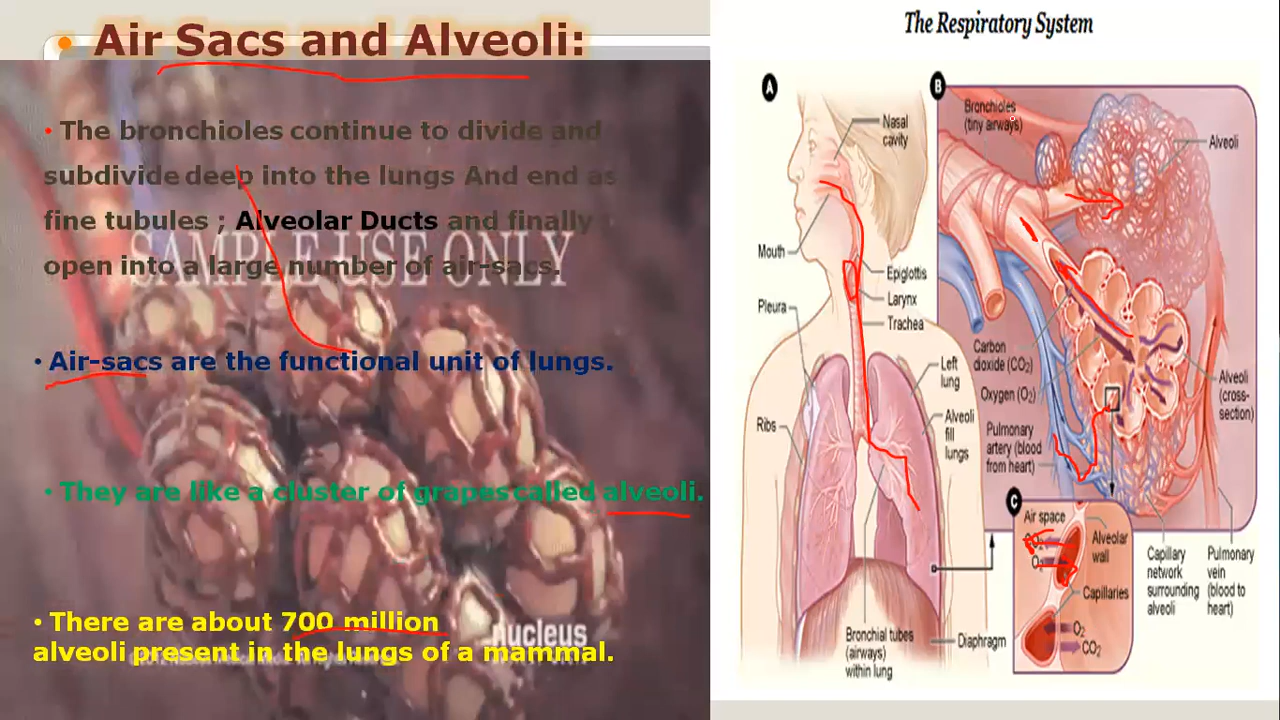 • Air Sacs and Alveoli:
• The bronchioles continue to divide and
subdivide deep into the lungs And end as
fine tubules ; Alveolar Ducts and finally
open into a large number of air-sacs.
SAMPLE USE ONLY
• Air-sacs are the functional unit of lungs.
• They are like a cluster of grapes called alveoli.
• There are about 700 million
alveoli present in the lungs of a mammal.
nucleus
The Respiratory System
A
Nasal
cavity
Mouth
Epiglottis
Larynx
Trachea
Pleura
Left
lung
Ribs
Alveoli
fill
lungs
Bronchial tubes
(airways)
within lung
Diaphragm
B
Bronchioles
(tiny airways)
Alveoli
Carbon
dioxide (CO2)
Oxygen (O2)
Pulmonary
artery (blood
from heart)
Alveoli
(cross-
section)
C
Air space
CO2
O2
Alveolar
wall
Capillaries
O2
CO2
Capillary
network
surrounding
alveoli
Pulmonary
vein
(blood to
heart)